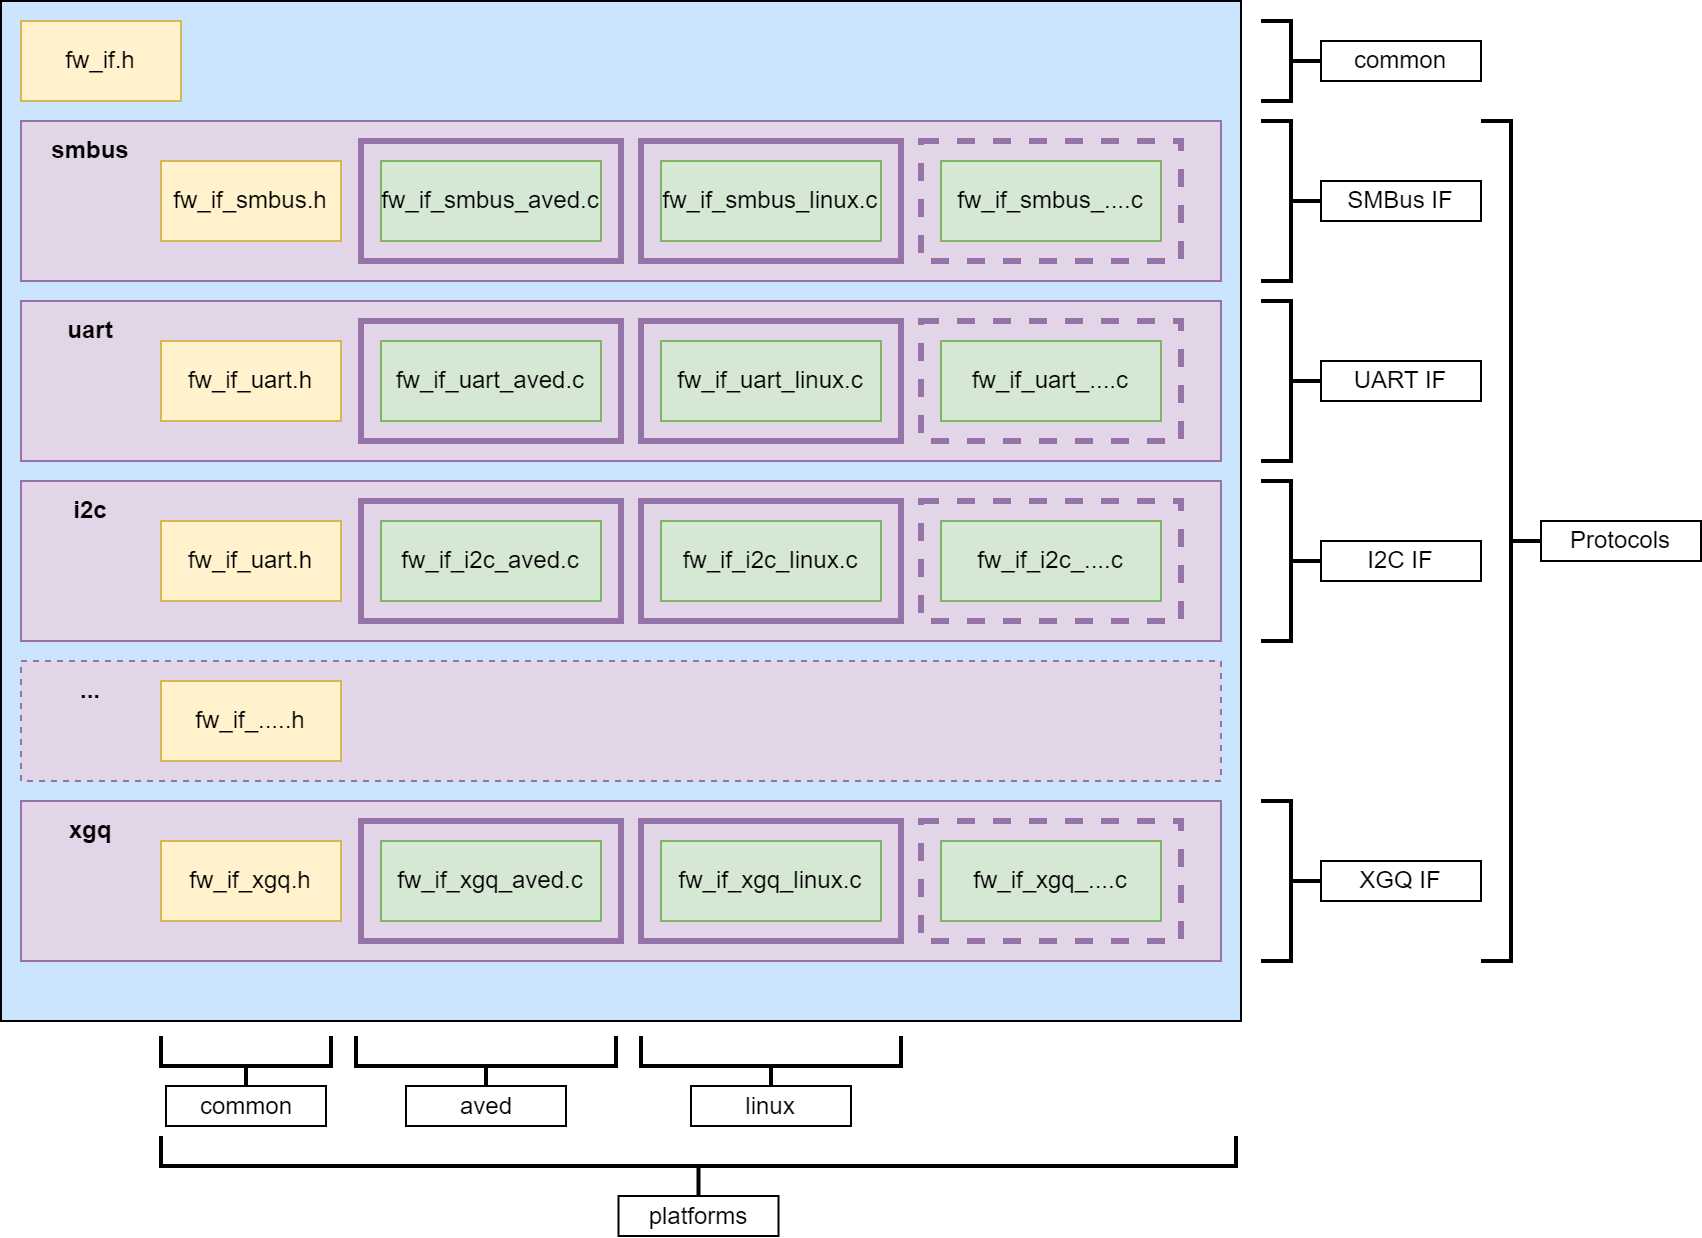 fw_if.h
common
smbus
fw_if_smbus.h
fw_if_smbus_aved.c
fw_if_smbus_linux.c
fw_if_smbus_....c
SMBus IF
uart
fw_if_uart.h
fw_if_uart_aved.c
fw_if_uart_linux.c
fw_if_uart_....c
UART IF
i2c
fw_if_uart.h
fw_if_i2c_aved.c
fw_if_i2c_linux.c
fw_if_i2c_....c
I2C IF
Protocols
...
fw_if_.....h
xgq
fw_if_xgq.h
fw_if_xgq_aved.c
fw_if_xgq_linux.c
fw_if_xgq_....c
XGQ IF
common
aved
linux
platforms